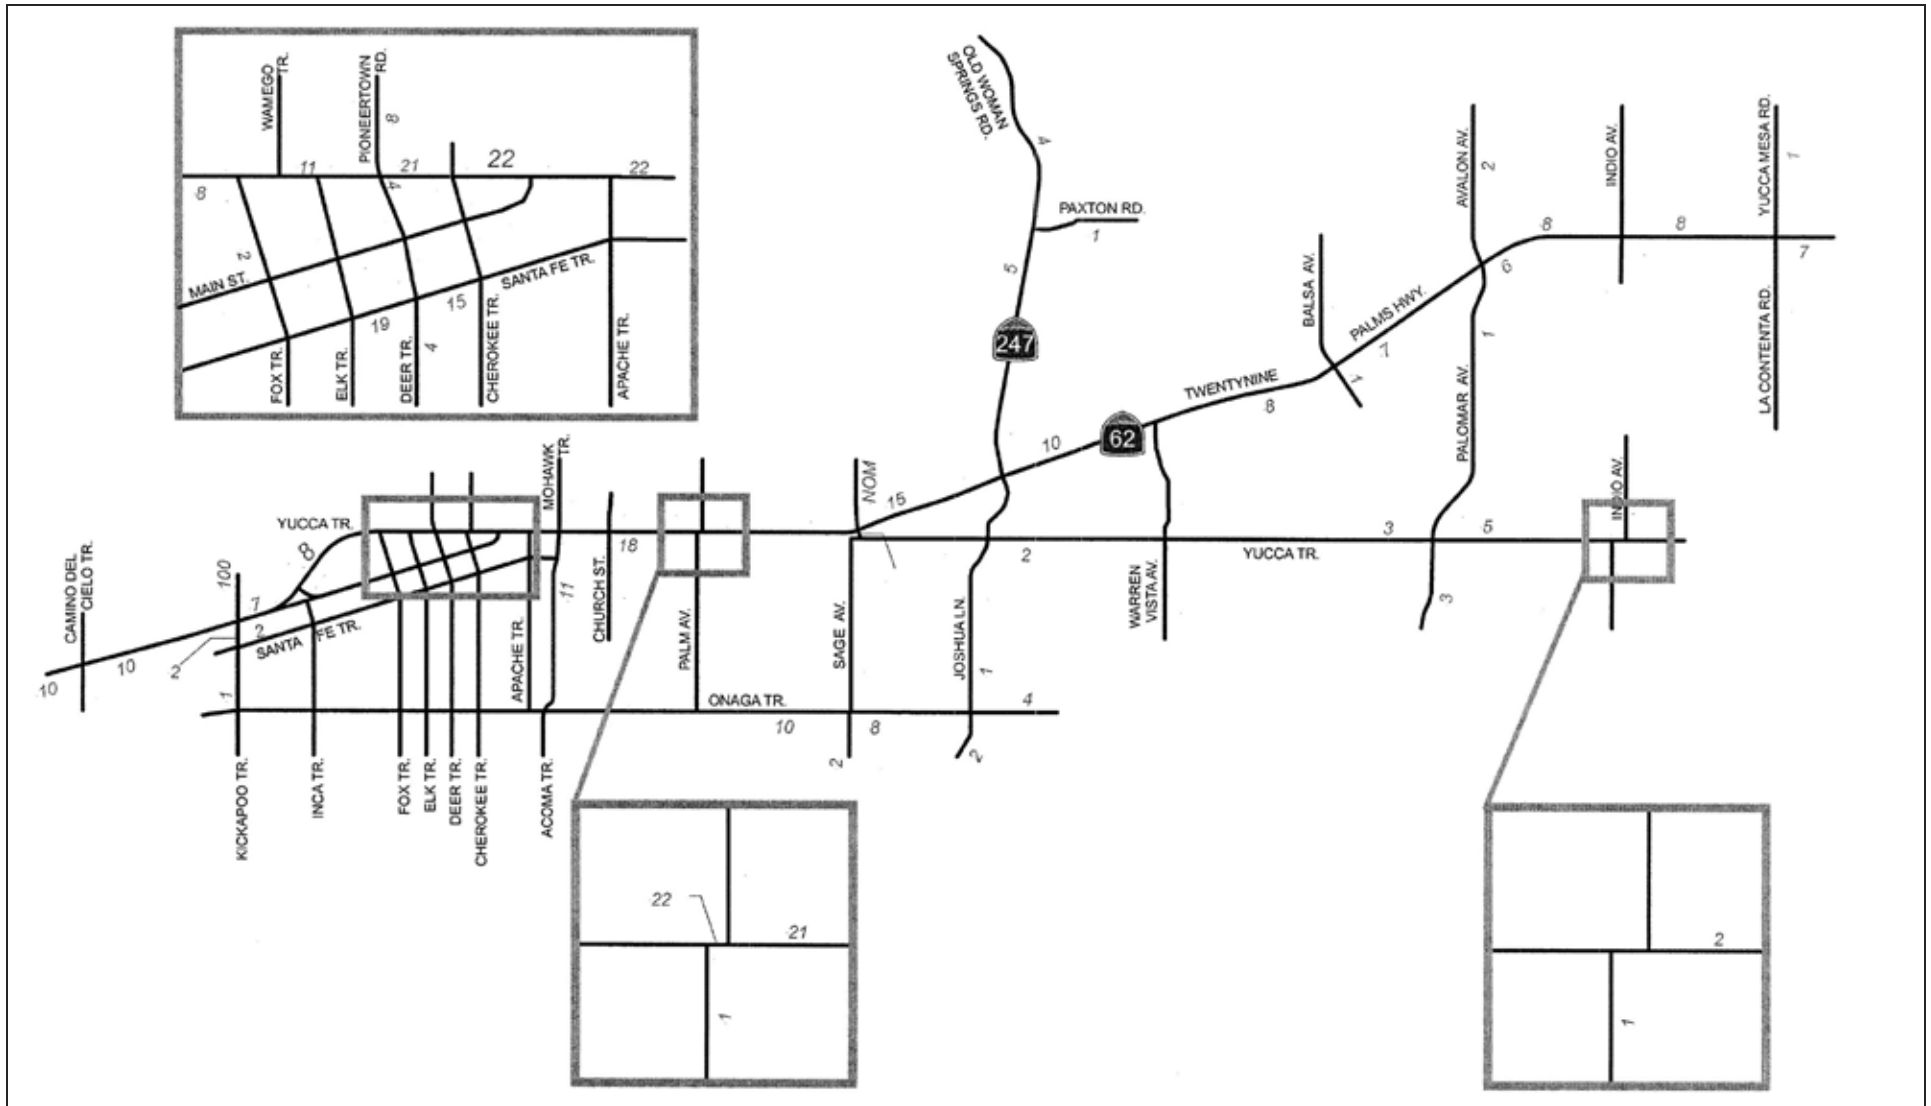 WAMEGO
TR.
PIONEERTOWN
RD.
8
11
21
22
22
8
4
2
MAIN ST.
SANTA FE TR.
15
19
4
FOX TR.
ELK TR.
DEER TR.
CHEROKEE TR.
APACHE TR.
OLD WOMAN
SPRINGS RD.
4
PAXTON RD.
1
5
247
AVALON AV.
2
INDIO AV.
YUCCA MESA RD.
1
8
8
7
6
BALSA AV.
PALMS HWY.
7
1
1
LA CONTENTA RD.
TWENTYNINE
8
62
10
PALOMAR AV.
MOHAWK
TR.
NOM
15
INDIO AV.
YUCCA TR.
8
18
2
3
5
YUCCA TR.
CAMINO DEL
CIELO TR.
100
7
2
SANTA FE TR.
11
CHURCH ST.
WARREN
VISTA AV.
3
10
10
2
1
APACHE TR.
PALM AV.
SAGE AV.
JOSHUA LN.
1
ONAGA TR.
10
8
4
2
2
KICKAPOO TR.
INCA TR.
FOX TR.
ELK TR.
DEER TR.
CHEROKEE TR.
ACOMA TR.
22
21
1
2
1